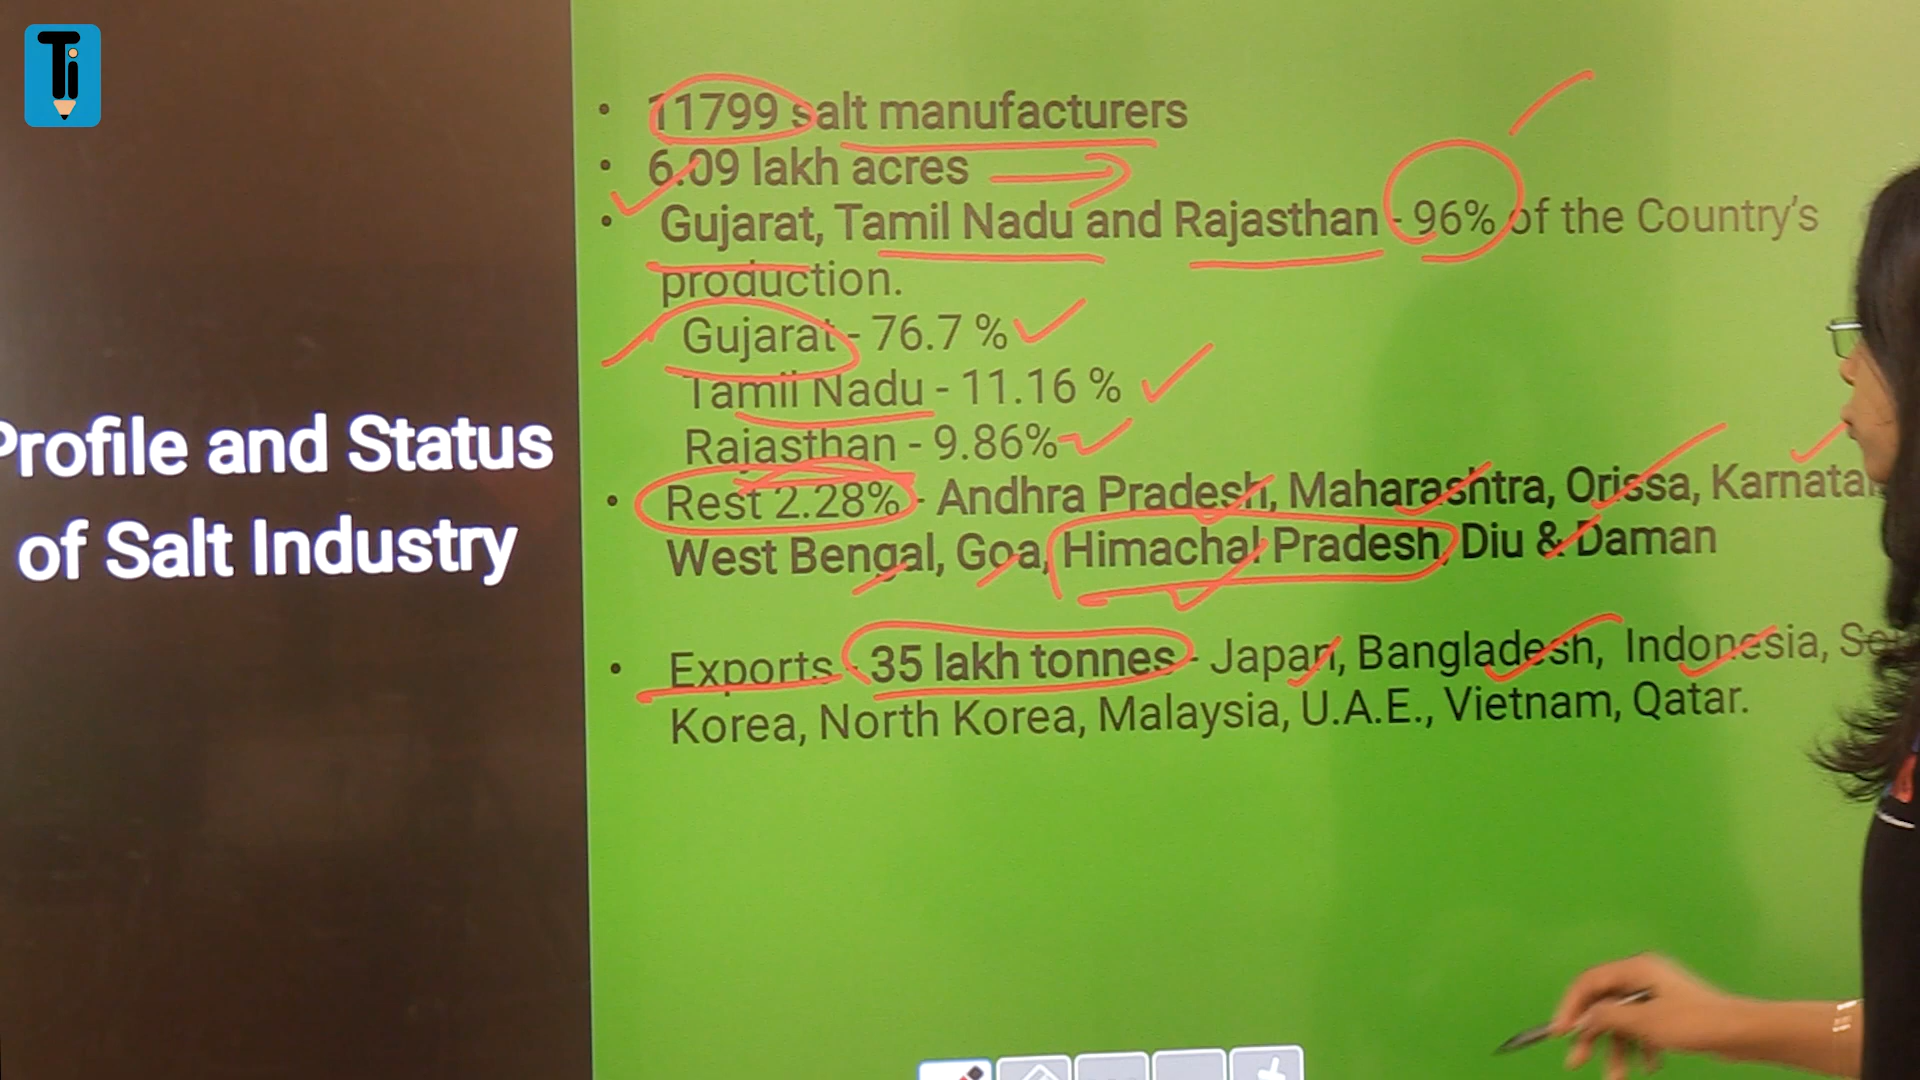 Ti
11799 salt manufacturers
6.09 lakh acres
Gujarat, Tamil Nadu and Rajasthan - 96% of the Country's
production.
Gujarat - 76.7 %
Tamil Nadu - 11.16 %
Rajasthan - 9.86%
Profile and Status
of Salt Industry
Rest 2.28% - Andhra Pradesh, Maharashtra, Orissa,
West Bengal, Goa, Himachal Pradesh, Diu & Daman
Exports - 35 lakh tonnes - Japan, Bangladesh, Indonesia,
Korea, North Korea, Malaysia, U.A.E., Vietnam, Qatar.